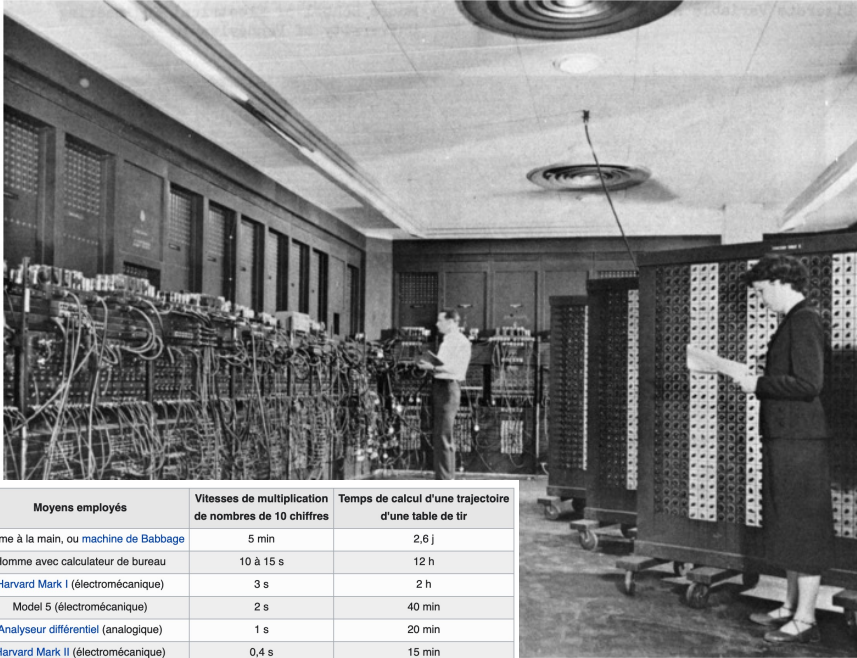 Moyens employés
Vitesses de multiplication
de nombres de 10 chiffres
Temps de calcul d'une trajectoire
d'une table de tir
me à la main, ou machine de Babbage 5 min 2,6 j
omme avec calculateur de bureau 10 à 15 s 12 h
Harvard Mark I (électromécanique) 3 s 2 h
Model 5 (électromécanique) 2 s 40 min
Analyseur différentiel (analogique) 1 s 20 min
Harvard Mark II (électromécanique) 0,4 s 15 min